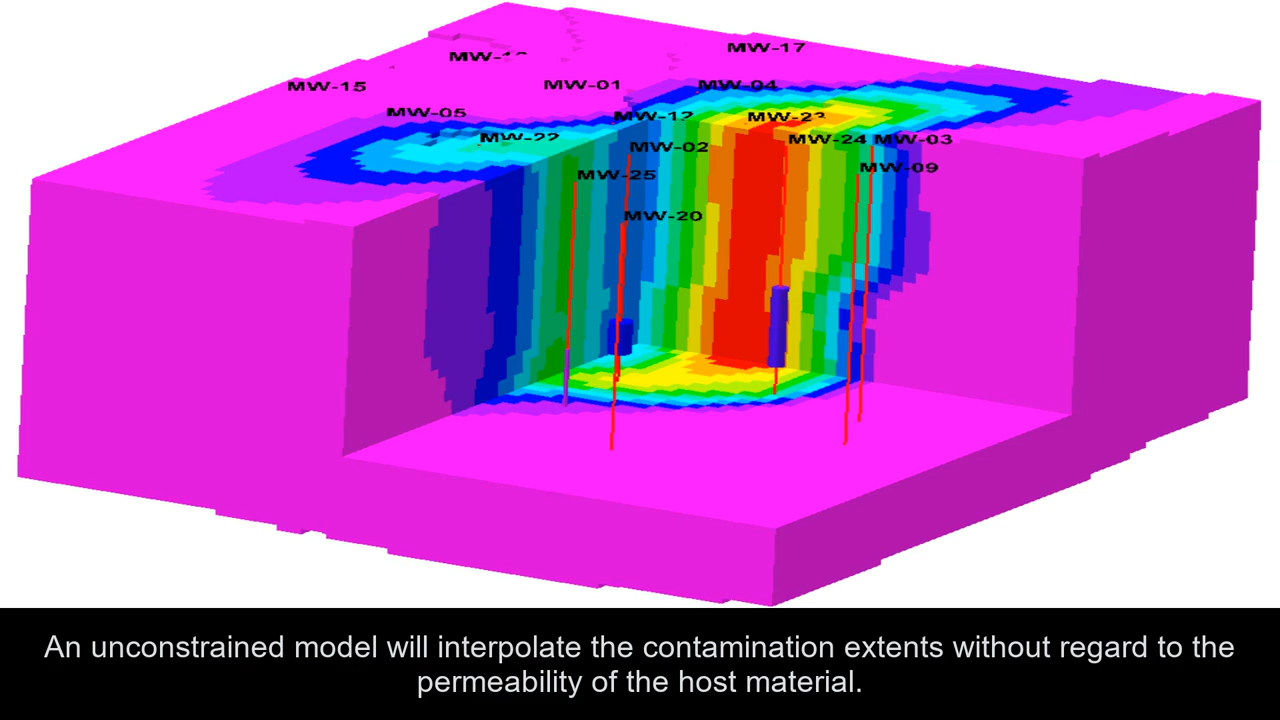 MW-17
MW-15
MW-01
MW-04
MW-05
MW-12
MW-22
MW-24
MW-03
MW-02
MW-09
MW-25
MW-20
An unconstrained model will interpolate the contamination extents without regard to the
permeability of the host material.